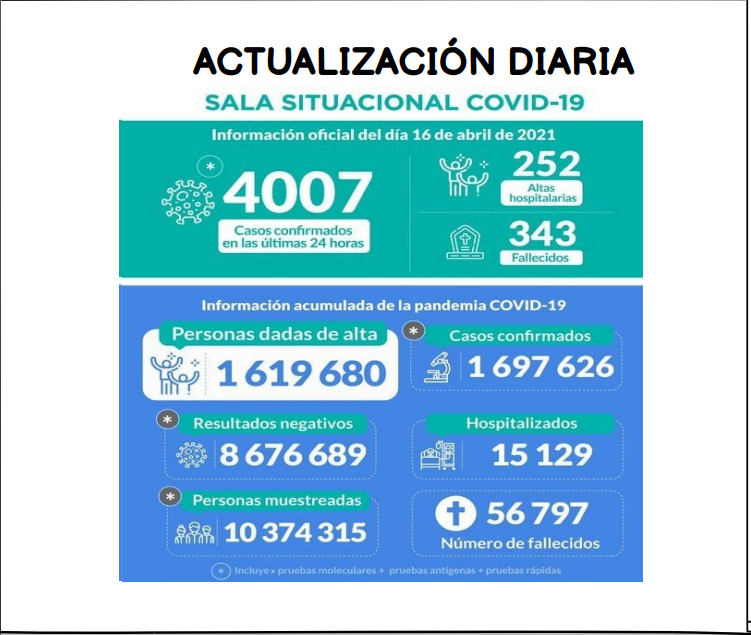 ACTUALIZACIÓN DIARIA
SALA SITUACIONAL COVID-19
Información oficial del día 16 de abril de 2021
*
4007
Casos confirmados
en las últimas 24 horas
252
Altas
hospitalarias
343
Fallecidos
Información acumulada de la pandemia COVID-19
Personas dadas de alta
1 619 680
*
Casos confirmados
1 697 626
*
Resultados negativos
8 676 689
Hospitalizados
15 129
*
Personas muestreadas
10 374 315
56 797
Número de fallecidos
* Incluye ▸ pruebas moleculares + pruebas antígenas + pruebas rápidas